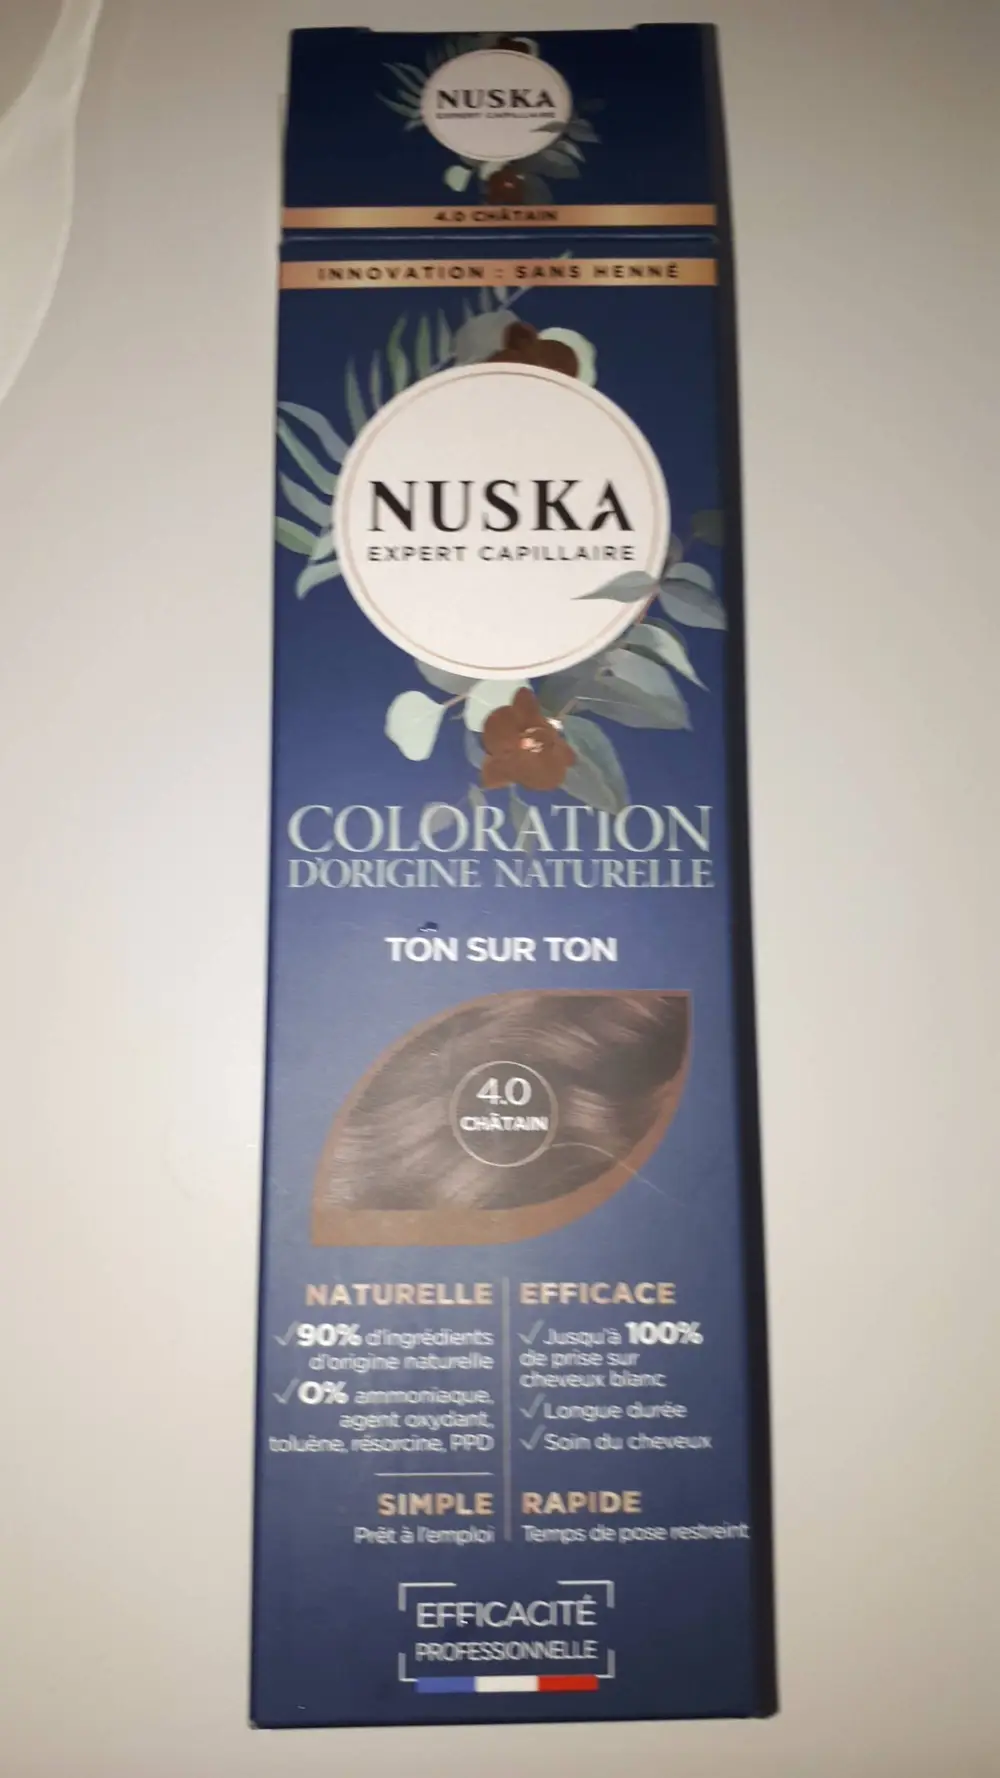 NUSKA
EXPERT CAPILLAIRE
4.0 CHÂTAIN
INNOVATION : SANS HENNÉ
NUSKA
EXPERT CAPILLAIRE
COLORATION
D'ORIGINE NATURELLE
TON SUR TON
4.0
CHÂTAIN
NATURELLE
✓90% d'ingrédients
d'origine naturelle
✓0% ammoniaque,
agent oxydant,
toluène, résorcine, PPD
EFFICACE
✓Jusqu'à 100%
de prise sur
cheveux blanc
✓Longue durée
✓Soin du cheveux
SIMPLE
Prêt à l'emploi
RAPIDE
Temps de pose restreint
EFFICACITÉ
PROFESSIONNELLE